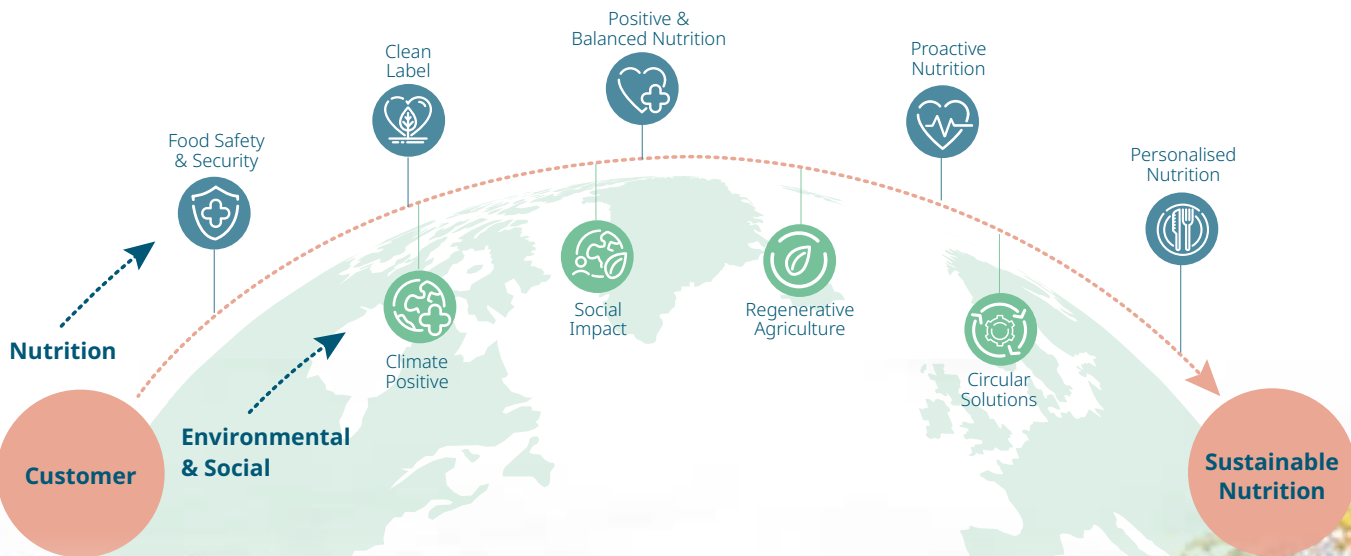 Positive &
Balanced Nutrition
Clean
Label
Proactive
Nutrition
Food Safety
& Security
Personalised
Nutrition
Social
Impact
Regenerative
Agriculture
Nutrition
Climate
Positive
Circular
Solutions
Environmental
& Social
Customer
Sustainable
Nutrition